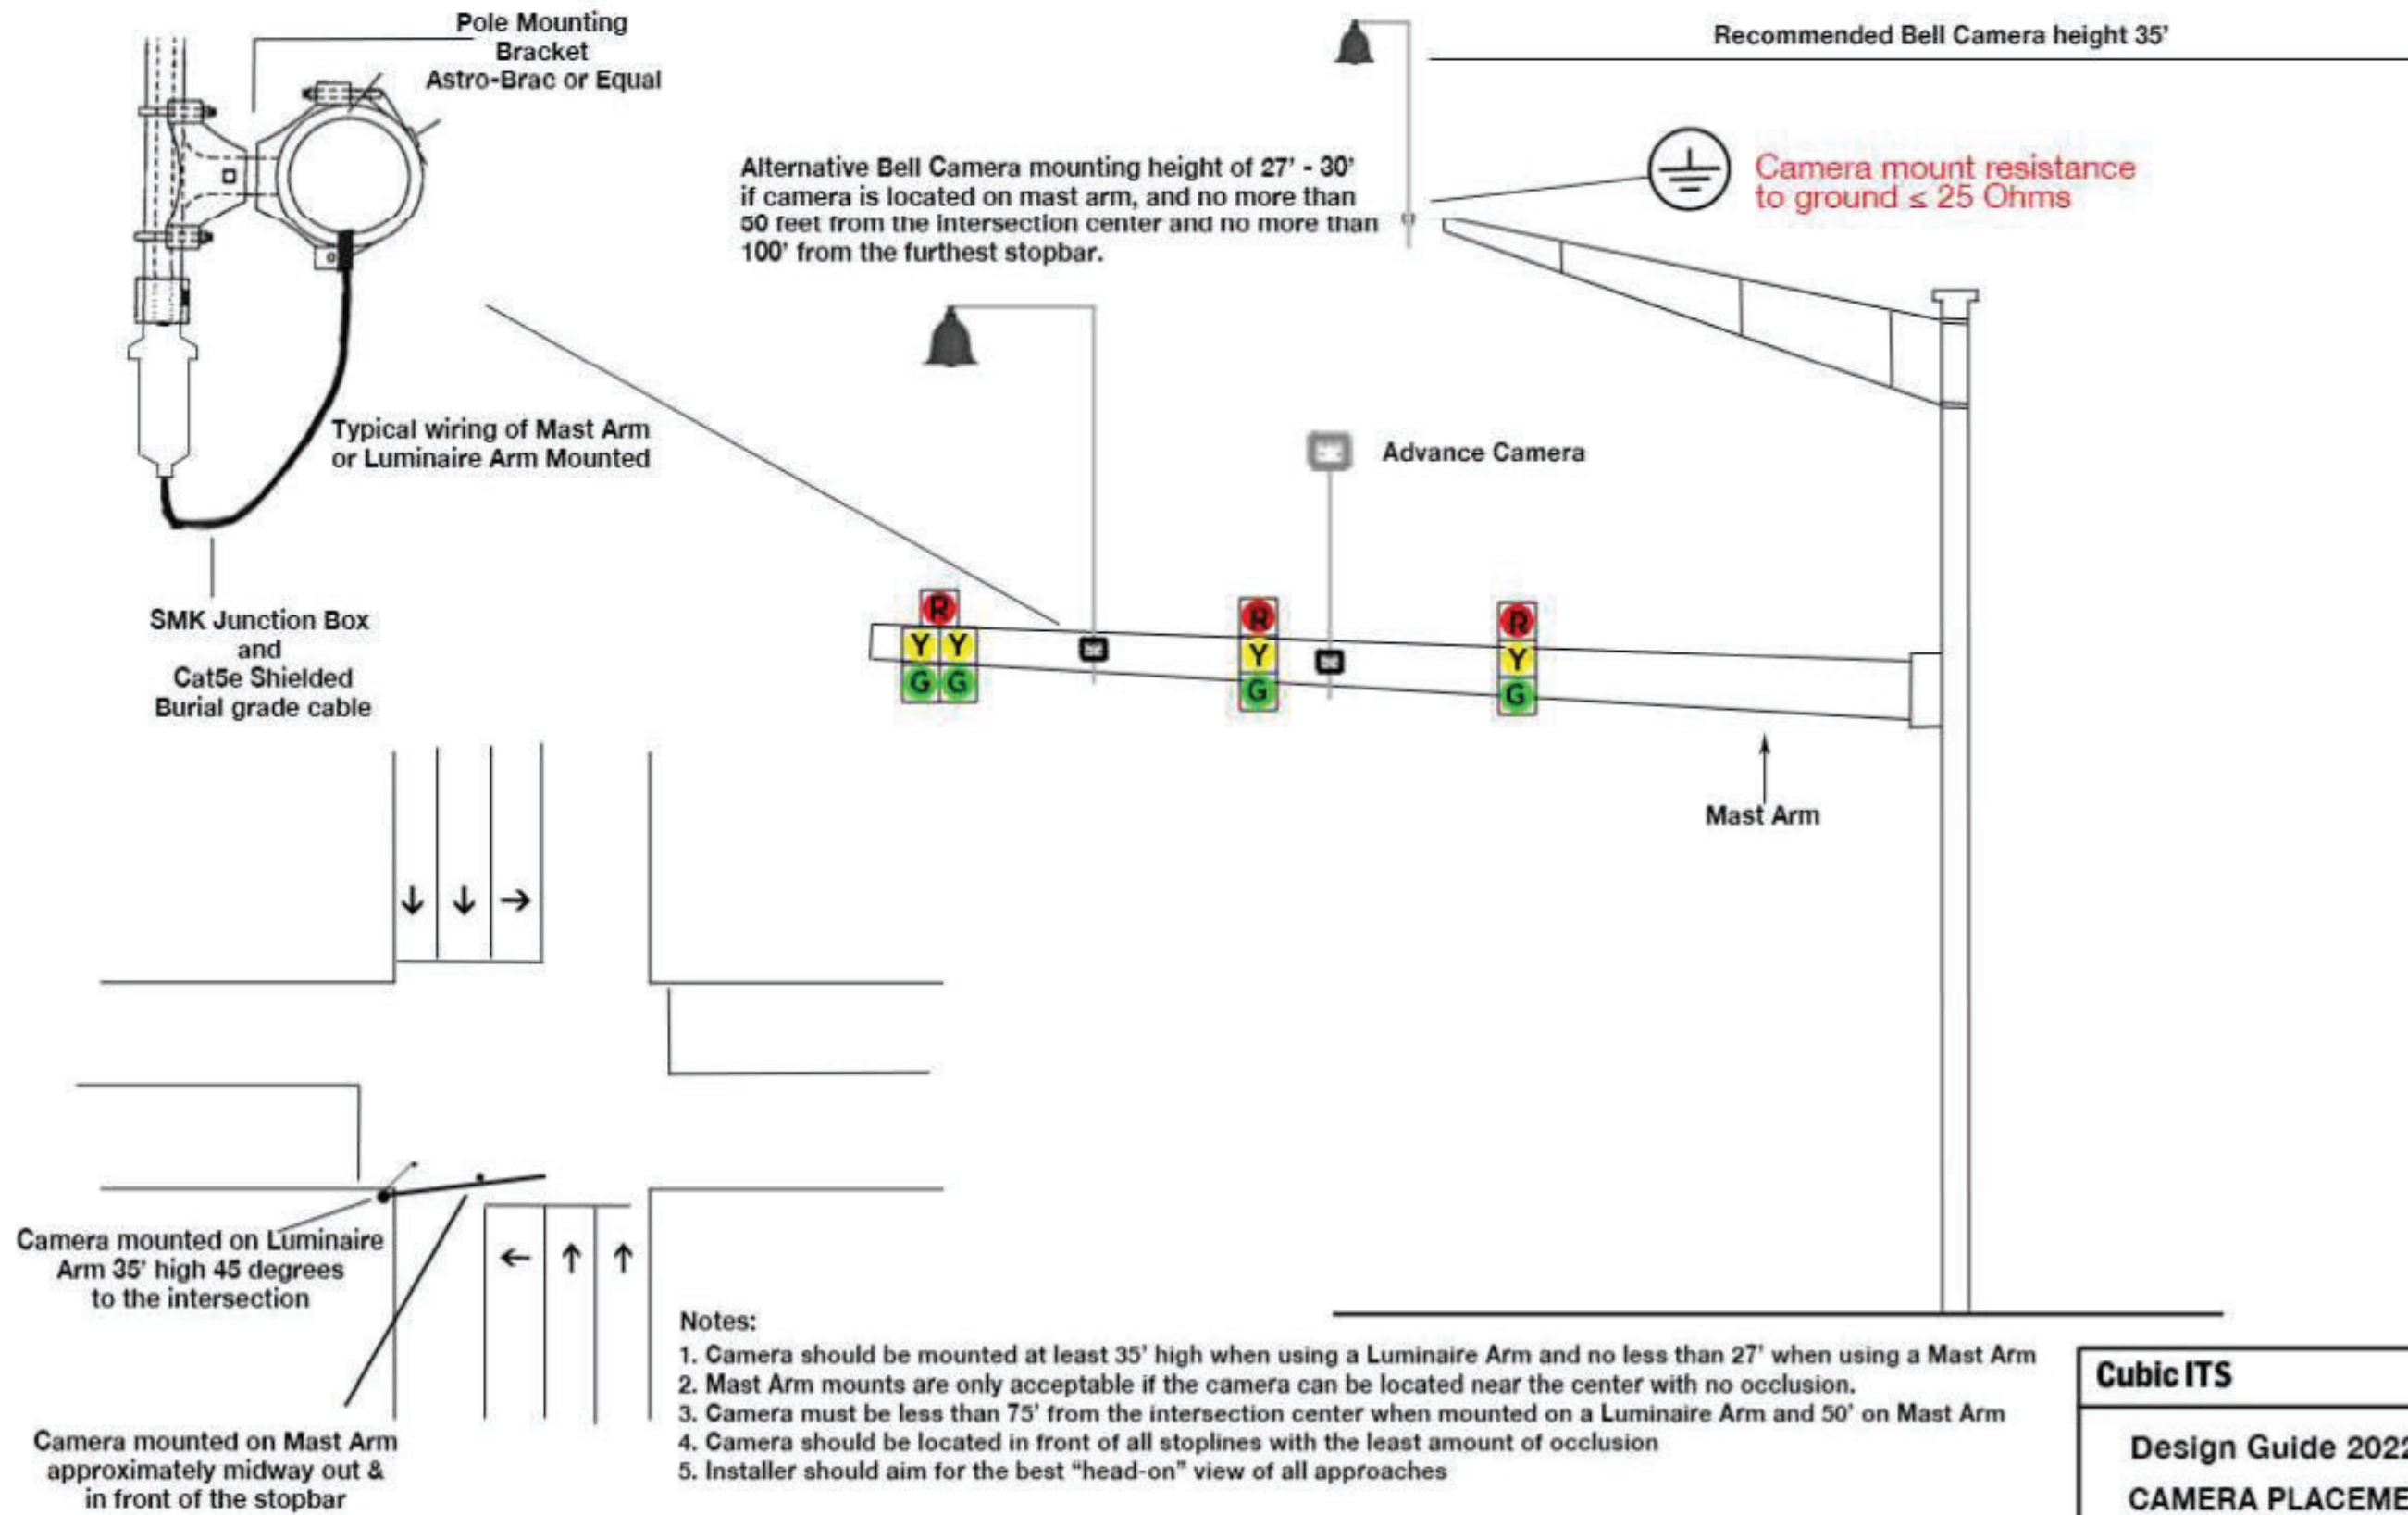 Pole Mounting
Bracket
Astro-Brac or Equal
Recommended Bell Camera height 35'
Alternative Bell Camera mounting height of 27' - 30'
if camera is located on mast arm, and no more than
50 feet from the intersection center and no more than
100' from the furthest stopbar.
Camera mount resistance
to ground ≤ 25 Ohms
Typical wiring of Mast Arm
or Luminaire Arm Mounted
Advance Camera
SMK Junction Box
and
Cat5e Shielded
Burial grade cable
R
Y Y
G G
R
Y
G
R
Y
G
Mast Arm
Camera mounted on Luminaire
Arm 35' high 45 degrees
to the intersection
Camera mounted on Mast Arm
approximately midway out &
in front of the stopbar
Notes:
1. Camera should be mounted at least 35' high when using a Luminaire Arm and no less than 27' when using a Mast Arm
2. Mast Arm mounts are only acceptable if the camera can be located near the center with no occlusion.
3. Camera must be less than 75' from the intersection center when mounted on a Luminaire Arm and 50' on Mast Arm
4. Camera should be located in front of all stoplines with the least amount of occlusion
5. Installer should aim for the best “head-on” view of all approaches
Cubic ITS
Design Guide 2022
CAMERA PLACEME